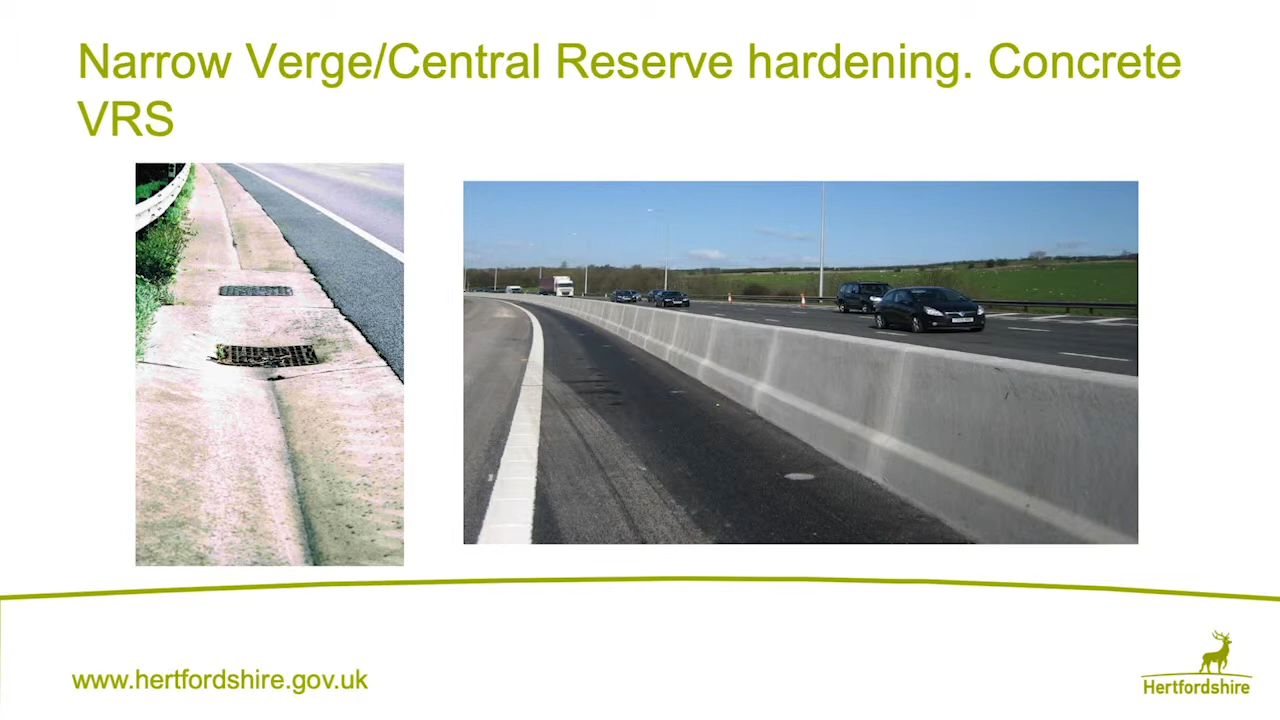 Narrow Verge/Central Reserve hardening. Concrete
VRS
www.hertfordshire.gov.uk
Hertfordshire